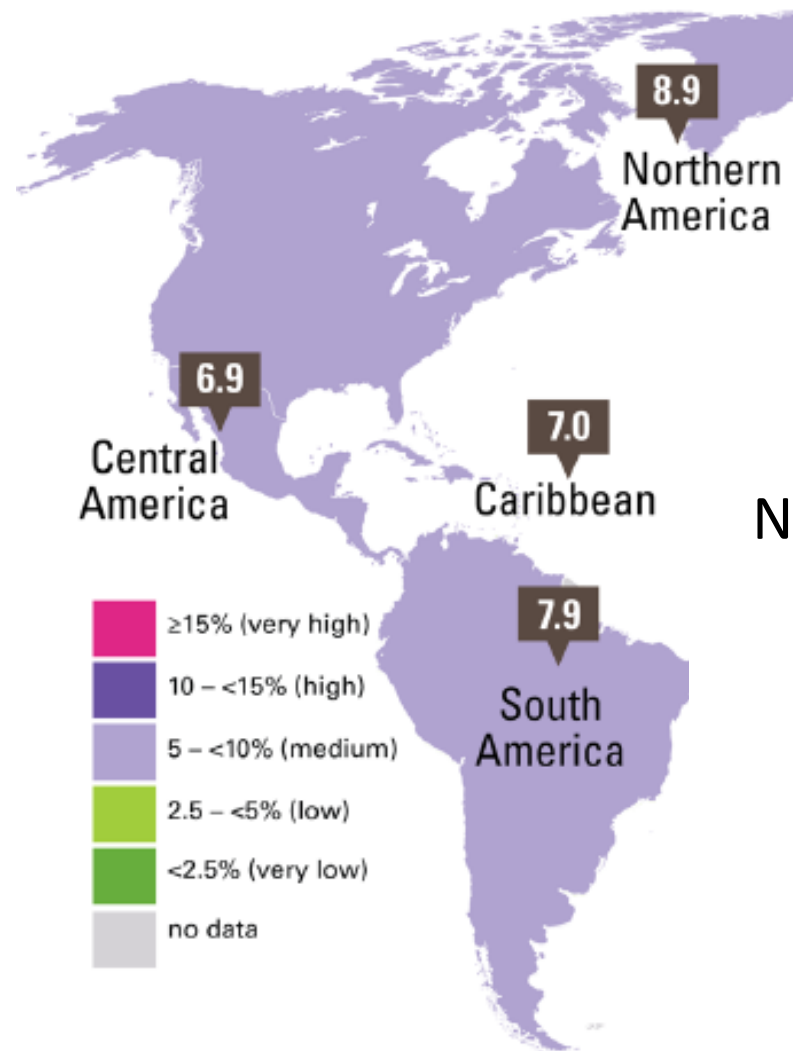 8.9
Northern
America
6.9
Central
America
7.0
Caribbean
N
7.9
South
America
≥15% (very high)
10 – <15% (high)
5 – <10% (medium)
2.5 – <5% (low)
<2.5% (very low)
no data